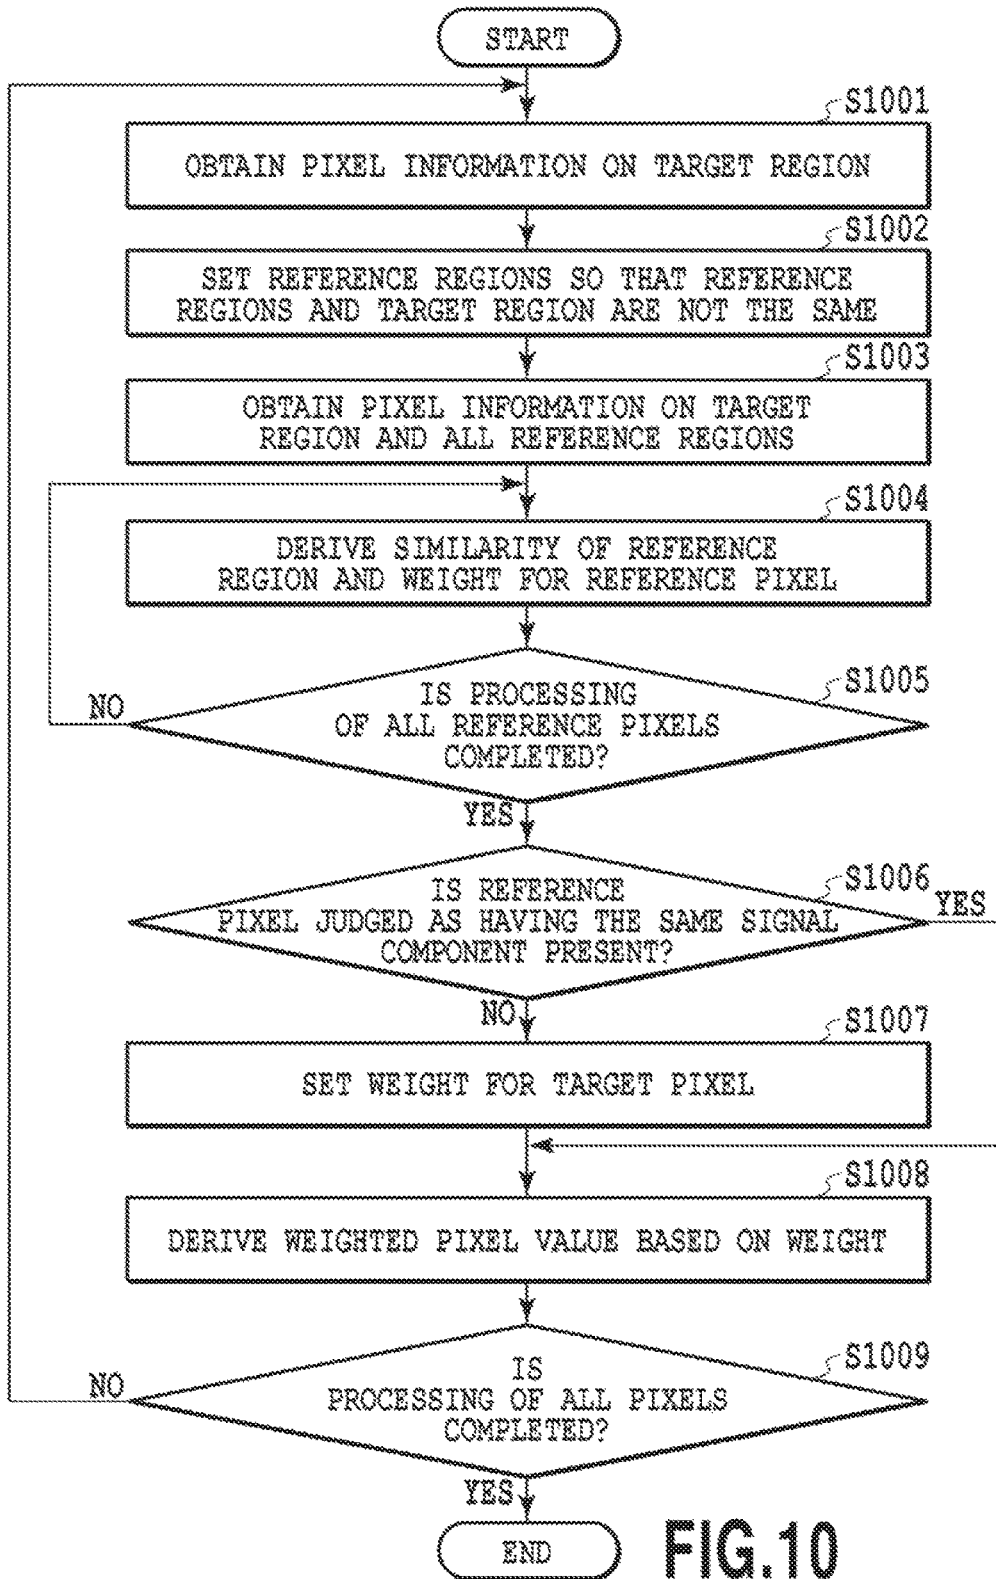 START
S1001
OBTAIN PIXEL INFORMATION ON TARGET REGION
S1002
SET REFERENCE REGIONS SO THAT REFERENCE
REGIONS AND TARGET REGION ARE NOT THE SAME
S1003
OBTAIN PIXEL INFORMATION ON TARGET
REGION AND ALL REFERENCE REGIONS
S1004
DERIVE SIMILARITY OF REFERENCE
REGION AND WEIGHT FOR REFERENCE PIXEL
S1005
NO
IS PROCESSING
OF ALL REFERENCE PIXELS
COMPLETED?
YES
S1006
IS REFERENCE
PIXEL JUDGED AS HAVING THE SAME SIGNAL
COMPONENT PRESENT?
YES
NO
S1007
SET WEIGHT FOR TARGET PIXEL
S1008
DERIVE WEIGHTED PIXEL VALUE BASED ON WEIGHT
S1009
NO
IS
PROCESSING OF ALL PIXELS
COMPLETED?
YES
END
FIG.10